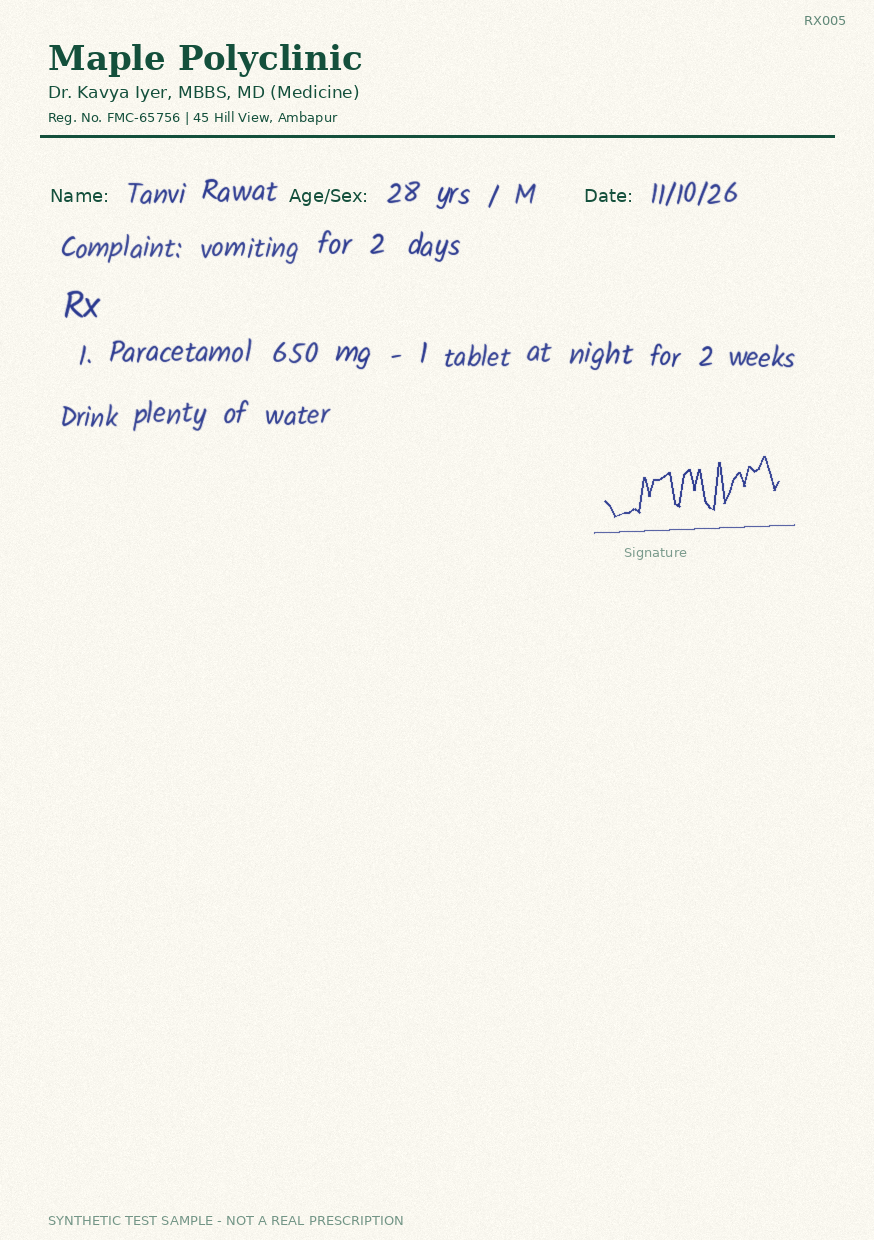 RX005
Maple Polyclinic
Dr. Kavya Iyer, MBBS, MD (Medicine)
Reg. No. FMC-65756 | 45 Hill View, Ambapur
Name: Tanvi Rawat Age/Sex: 28 yrs / M Date: 11/10/26
Complaint: vomiting for 2 days
Rx
1. Paracetamol 650 mg - 1 tablet at night for 2 weeks
Drink plenty of water
Signature
SYNTHETIC TEST SAMPLE - NOT A REAL PRESCRIPTION